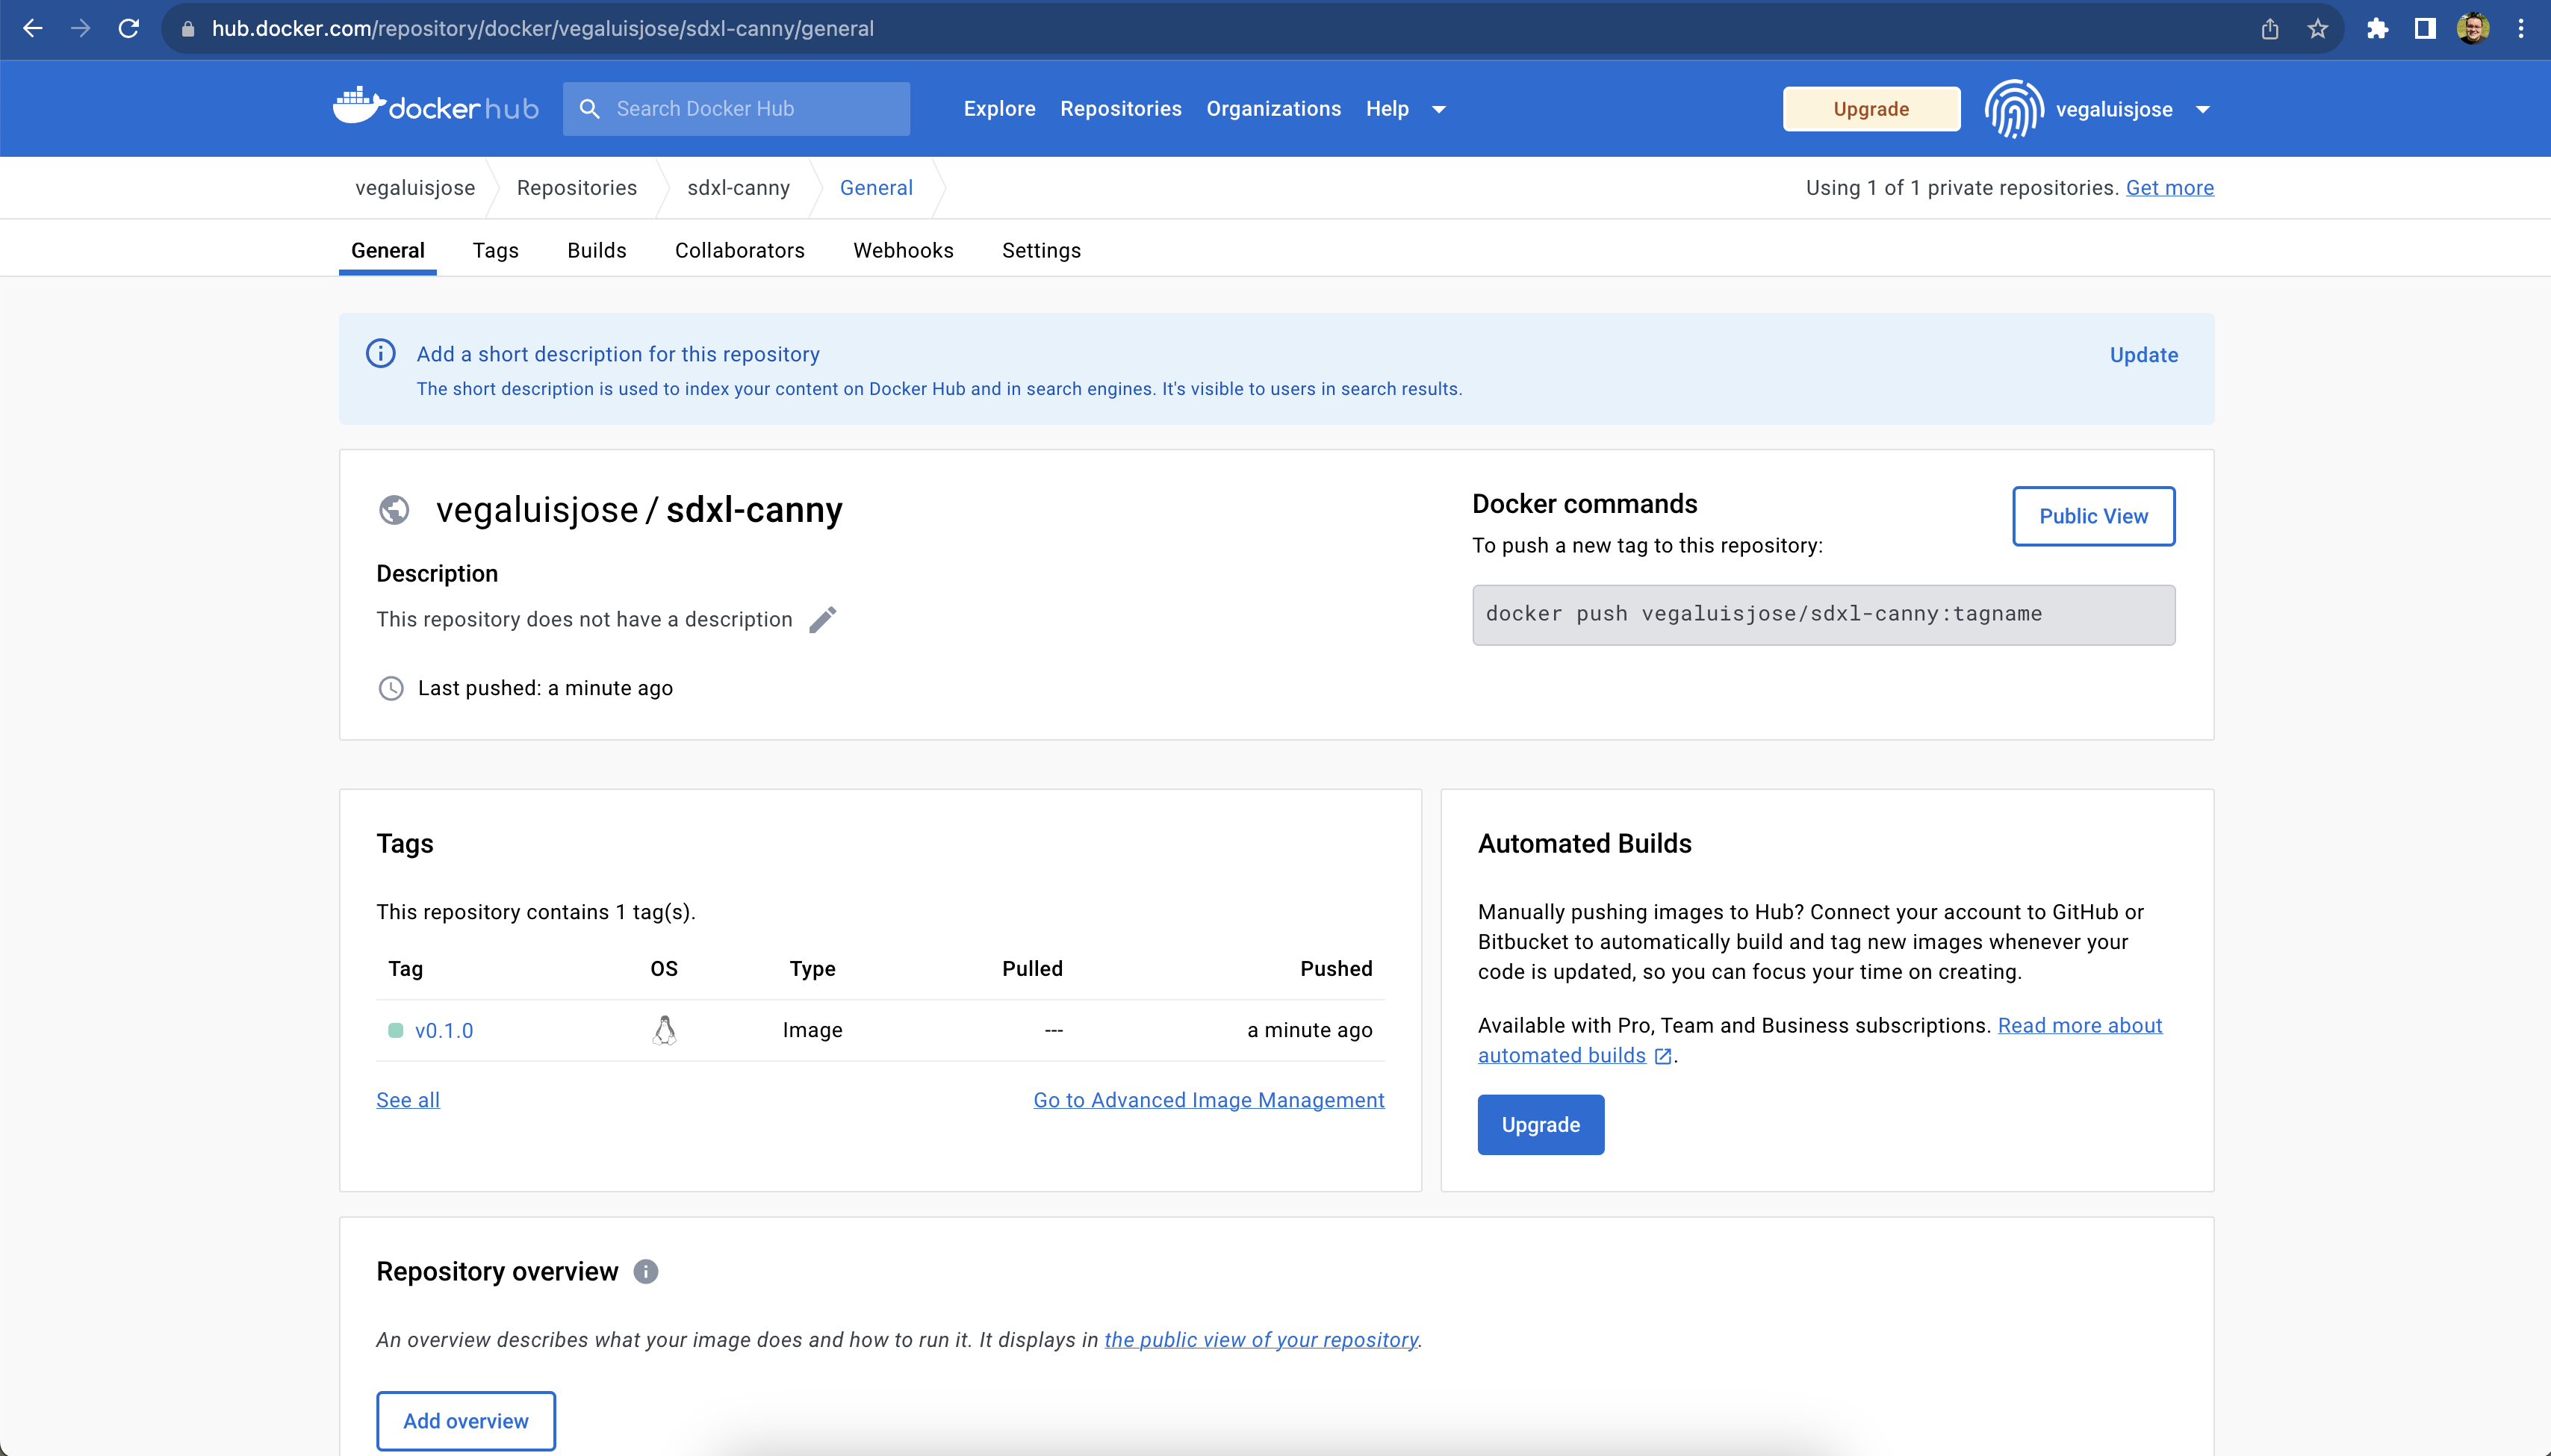 hub.docker.com/repository/docker/vegaluisjose/sdxl-canny/general
dockerhub
Search Docker Hub
Explore
Repositories
Organizations
Help
Upgrade
vegaluisjose
vegaluisjose
Repositories
sdxl-canny
General
Using 1 of 1 private repositories. Get more
General
Tags
Builds
Collaborators
Webhooks
Settings
Add a short description for this repository
Update
The short description is used to index your content on Docker Hub and in search engines. It's visible to users in search results.
vegaluisjose / sdxl-canny
Description
This repository does not have a description
Last pushed: a minute ago
Docker commands
Public View
To push a new tag to this repository:
docker push vegaluisjose/sdxl-canny:tagname
Tags
This repository contains 1 tag(s).
Tag OS Type Pulled Pushed
v0.1.0 Image --- a minute ago
See all
Go to Advanced Image Management
Automated Builds
Manually pushing images to Hub? Connect your account to GitHub or
Bitbucket to automatically build and tag new images whenever your
code is updated, so you can focus your time on creating.
Available with Pro, Team and Business subscriptions. Read more about
automated builds .
Upgrade
Repository overview
An overview describes what your image does and how to run it. It displays in the public view of your repository.
Add overview